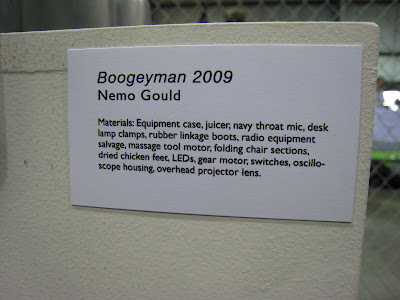 Boogeyman 2009
Nemo Gould
Materials: Equipment case, juicer, navy throat mic, desk
lamp clamps, rubber linkage boots, radio equipment
salvage, massage tool motor, folding chair sections,
dried chicken feet, LEDs, gear motor, switches, oscillo-
scope housing, overhead projector lens.